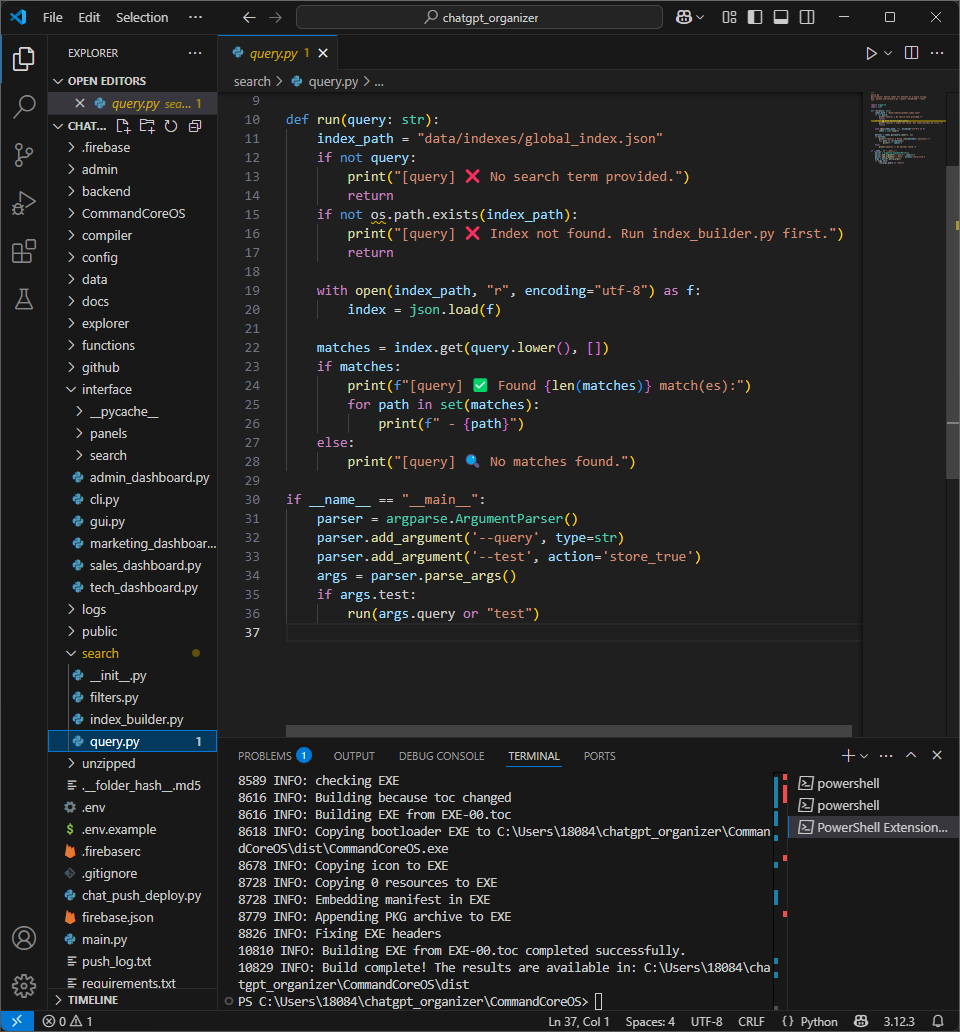 File Edit Selection ··· chatgpt_organizer
EXPLORER ···
OPEN EDITORS
query.py sea... 1
CHAT...
.firebase
admin
backend
CommandCoreOS
compiler
config
data
docs
explorer
functions
github
interface
__pycache__
panels
search
admin_dashboard.py
cli.py
gui.py
marketing_dashboar...
sales_dashboard.py
tech_dashboard.py
logs
public
search
__init__.py
filters.py
index_builder.py
query.py 1
unzipped
.__folder_hash__.md5
.env
$ .env.example
.firebaserc
.gitignore
chat_push_deploy.py
firebase.json
main.py
push_log.txt
requirements.txt
TIMELINE
query.py 1
search > query.py > ...
9
10 def run(query: str):
11     index_path = "data/indexes/global_index.json"
12     if not query:
13         print("[query] ❌ No search term provided.")
14         return
15     if not os.path.exists(index_path):
16         print("[query] ❌ Index not found. Run index_builder.py first.")
17         return
18
19     with open(index_path, "r", encoding="utf-8") as f:
20         index = json.load(f)
21
22     matches = index.get(query.lower(), [])
23     if matches:
24         print(f"[query] ✅ Found {len(matches)} match(es):")
25         for path in set(matches):
26             print(f" - {path}")
27     else:
28         print("[query] 🔍 No matches found.")
29
30 if __name__ == "__main__":
31     parser = argparse.ArgumentParser()
32     parser.add_argument('--query', type=str)
33     parser.add_argument('--test', action='store_true')
34     args = parser.parse_args()
35     if args.test:
36         run(args.query or "test")
37
PROBLEMS 1 OUTPUT DEBUG CONSOLE TERMINAL PORTS
8589 INFO: checking EXE
8616 INFO: Building because toc changed
8616 INFO: Building EXE from EXE-00.toc
8618 INFO: Copying bootloader EXE to C:\Users\18084\chatgpt_organizer\Comman
dCoreOS\dist\CommandCoreOS.exe
8678 INFO: Copying icon to EXE
8728 INFO: Copying 0 resources to EXE
8728 INFO: Embedding manifest in EXE
8779 INFO: Appending PKG archive to EXE
8826 INFO: Fixing EXE headers
10810 INFO: Building EXE from EXE-00.toc completed successfully.
10829 INFO: Build complete! The results are available in: C:\Users\18084\cha
tgpt_organizer\CommandCoreOS\dist
PS C:\Users\18084\chatgpt_organizer\CommandCoreOS>
powershell
powershell
PowerShell Extension...
0 1 Ln 37, Col 1 Spaces: 4 UTF-8 CRLF {} Python 3.12.3